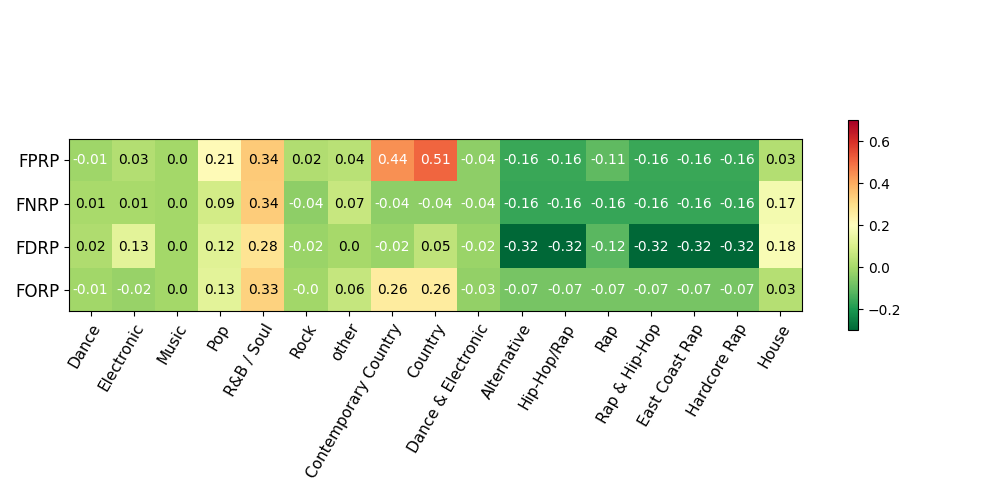 FPRP -0.01 0.03 0.0 0.21 0.34 0.02 0.04 0.44 0.51 -0.04 -0.16 -0.16 -0.11 -0.16 -0.16 -0.16 0.03
FNRP 0.01 0.01 0.0 0.09 0.34 -0.04 0.07 -0.04 -0.04 -0.04 -0.16 -0.16 -0.16 -0.16 -0.16 -0.16 0.17
FDRP 0.02 0.13 0.0 0.12 0.28 -0.02 0.0 -0.02 0.05 -0.02 -0.32 -0.32 -0.12 -0.32 -0.32 -0.32 0.18
FORP -0.01 -0.02 0.0 0.13 0.33 -0.0 0.06 0.26 0.26 -0.03 -0.07 -0.07 -0.07 -0.07 -0.07 -0.07 0.03
Dance
Electronic
Music
Pop
R&B / Soul
Rock
other
Contemporary Country
Country
Dance & Electronic
Alternative
Hip-Hop/Rap
Rap
Rap & Hip-Hop
East Coast Rap
Hardcore Rap
House
0.6
0.4
0.2
0.0
−0.2